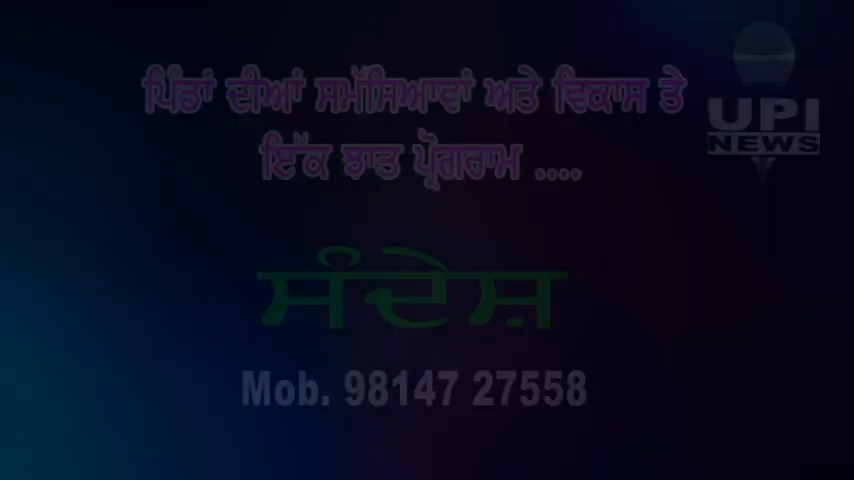 ਪਿੰਡਾਂ ਦੀਆਂ ਸਮੱਸਿਆਵਾਂ ਅਤੇ ਵਿਕਾਸ ਤੇ
ਇੱਕ ਝਾਤ ਪ੍ਰੋਗਰਾਮ ....
ਸੰਦੇਸ਼
Mob. 98147 27558
UPI
NEWS